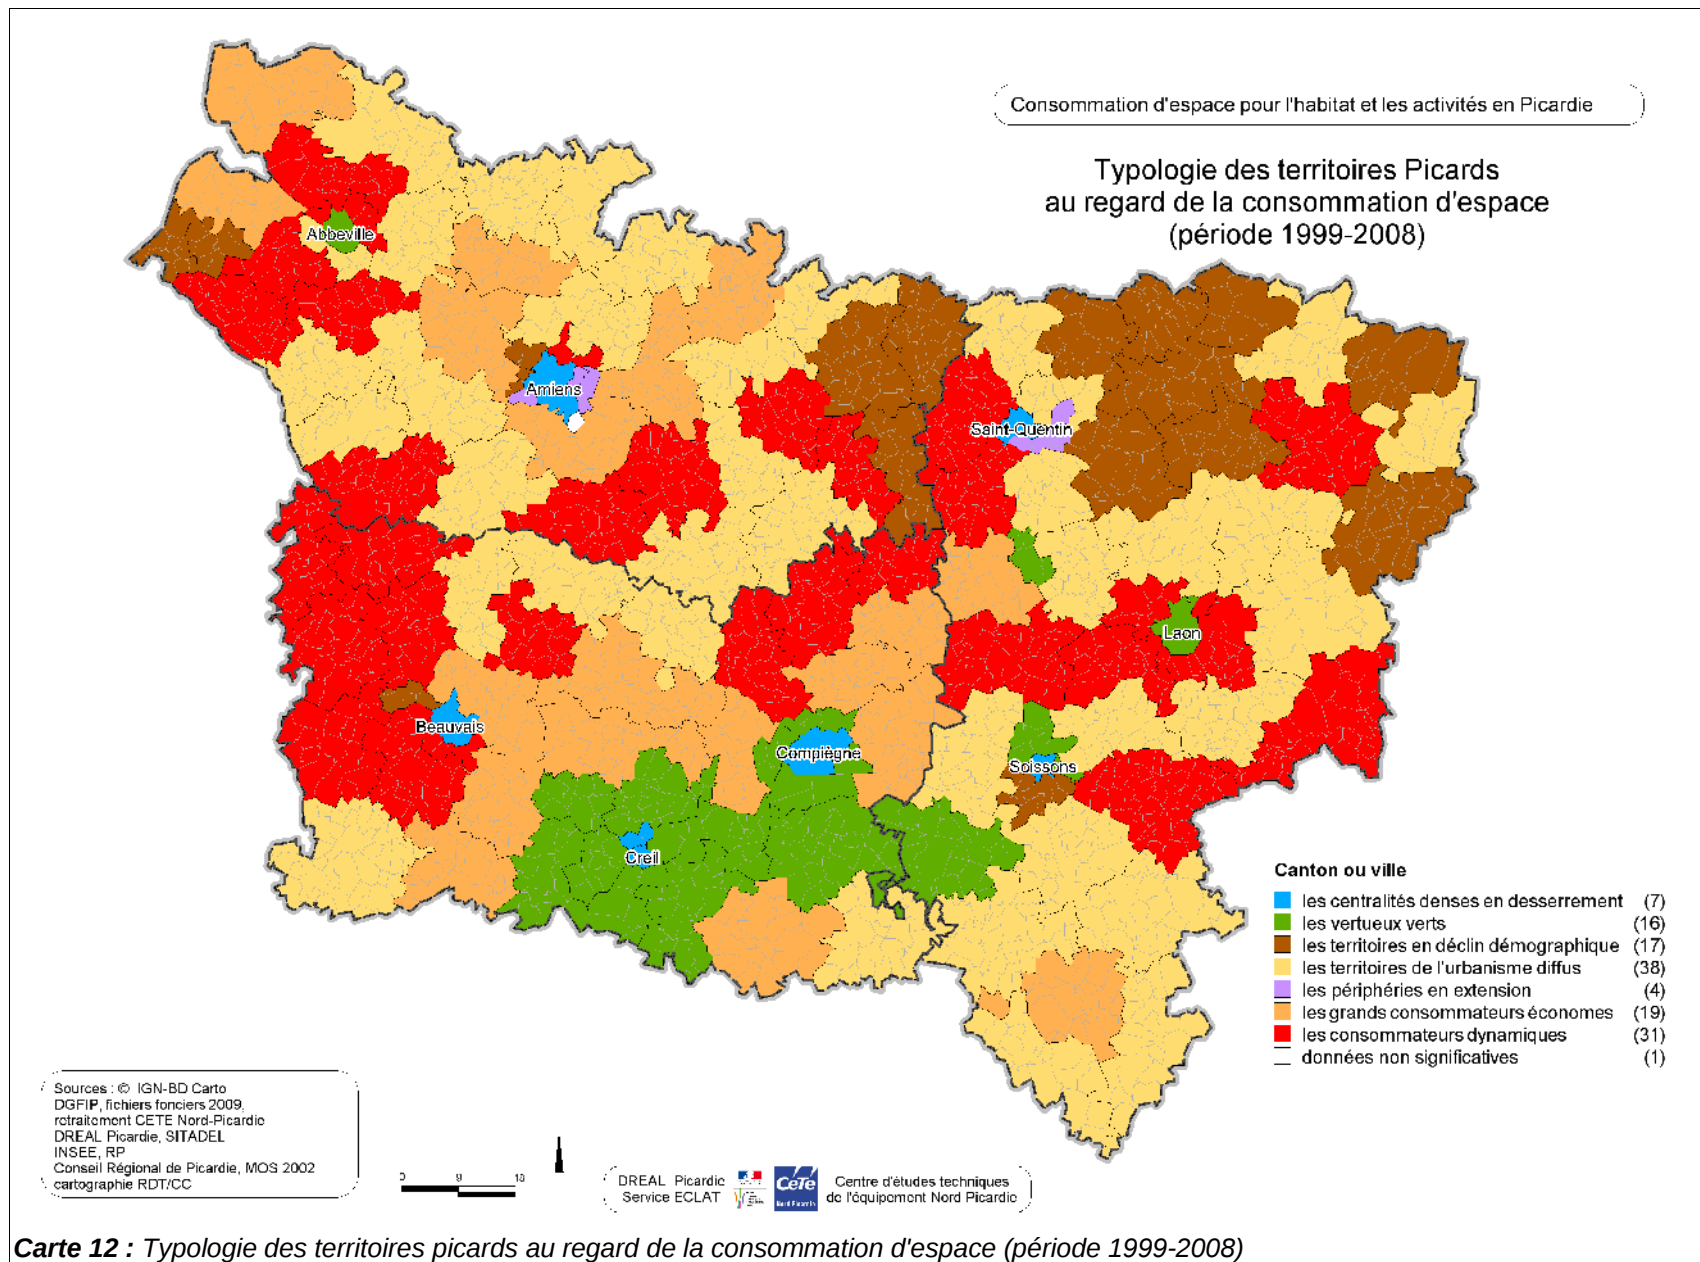 Consommation d'espace pour l'habitat et les activités en Picardie
Typologie des territoires Picards
au regard de la consommation d'espace
(période 1999-2008)
Abbeville
Amiens
Saint-Quentin
Laon
Beauvais
Compiègne
Soissons
Creil
Canton ou ville
les centralités denses en desserrement (7)
les vertueux verts (16)
les territoires en déclin démographique (17)
les territoires de l'urbanisme diffus (38)
les périphéries en extension (4)
les grands consommateurs économes (19)
les consommateurs dynamiques (31)
données non significatives (1)
Sources : © IGN-BD Carto
DGFIP, fichiers fonciers 2009,
retraitement CETE Nord-Picardie
DREAL Picardie, SITADEL
INSEE, RP
Conseil Régional de Picardie, MOS 2002
cartographie RDT/CC
0 9 18
DREAL Picardie
Service ECLAT
CeTe
Nord Picardie
Centre d'études techniques
de l'équipement Nord Picardie
Carte 12 : Typologie des territoires picards au regard de la consommation d'espace (période 1999-2008)